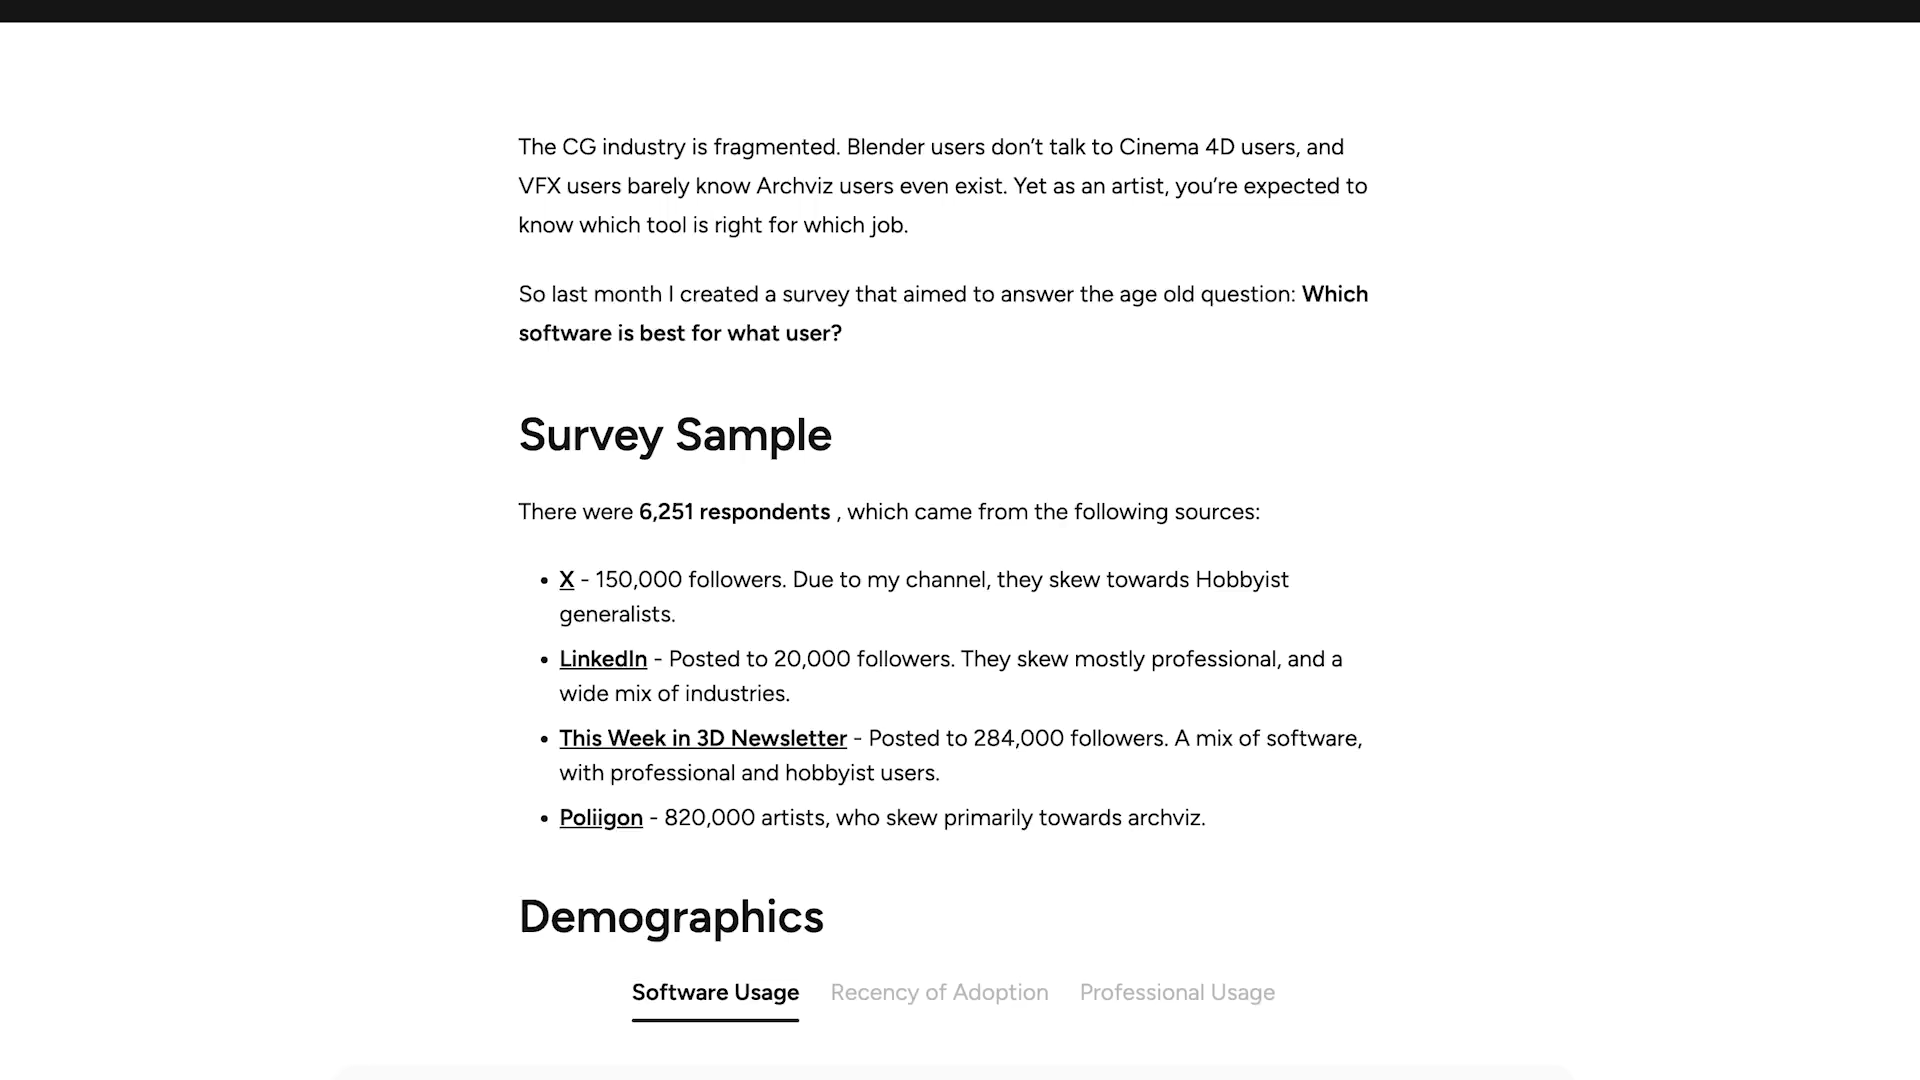 The CG industry is fragmented. Blender users don’t talk to Cinema 4D users, and
VFX users barely know Archviz users even exist. Yet as an artist, you’re expected to
know which tool is right for which job.
So last month I created a survey that aimed to answer the age old question: Which
software is best for what user?
Survey Sample
There were 6,251 respondents , which came from the following sources:
• X - 150,000 followers. Due to my channel, they skew towards Hobbyist
generalists.
• LinkedIn - Posted to 20,000 followers. They skew mostly professional, and a
wide mix of industries.
• This Week in 3D Newsletter - Posted to 284,000 followers. A mix of software,
with professional and hobbyist users.
• Poliigon - 820,000 artists, who skew primarily towards archviz.
Demographics
Software Usage Recency of Adoption Professional Usage